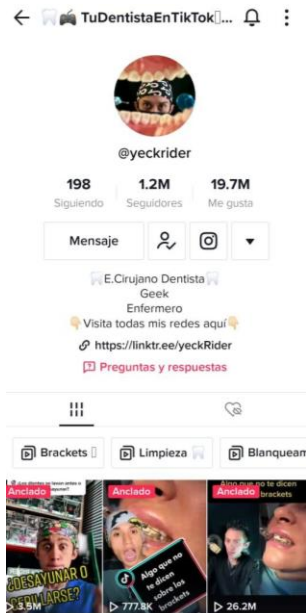 TuDentistaEnTikTok...
@yeckrider
198 1.2M 19.7M
Siguiendo Seguidores Me gusta
Mensaje
E.Cirujano Dentista
Geek
Enfermero
Visita todas mis redes aquí
https://linktr.ee/yeckRider
Preguntas y respuestas
Brackets Limpieza Blanqueam
Anclado
¿DESAYUNAR O
CEPILLARSE?
3.5M
Anclado
Algo que no
te dicen
sobre los
brackets
777.8K
Algo que no te dicen
Anclado
brackets
26.2M